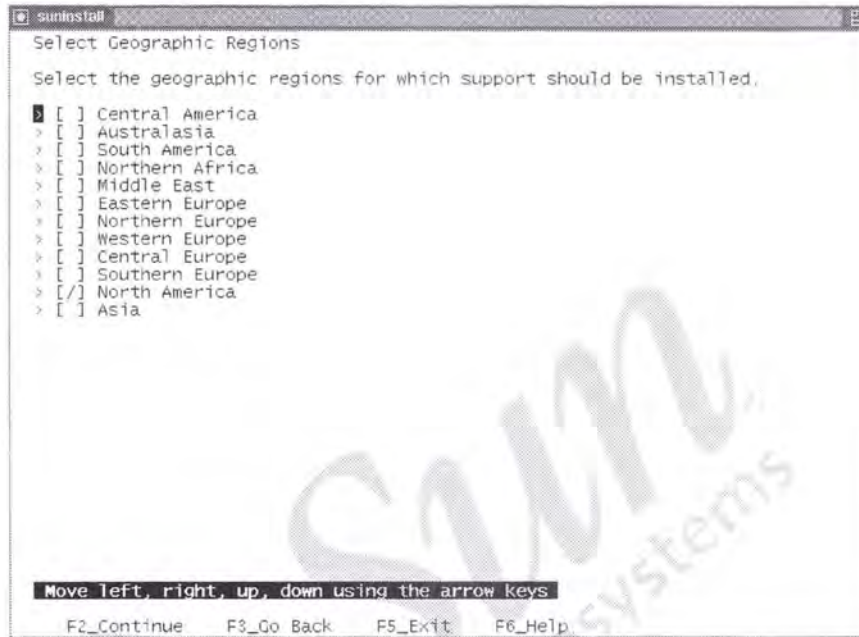 suninstall
Select Geographic Regions
Select the geographic regions for which support should be installed.
> [ ] Central America
> [ ] Australasia
> [ ] South America
> [ ] Northern Africa
> [ ] Middle East
> [ ] Eastern Europe
> [ ] Northern Europe
> [ ] Western Europe
> [ ] Central Europe
> [ ] Southern Europe
> [/] North America
> [ ] Asia
Sun
systems
Move left, right, up, down using the arrow keys
F2_Continue F3_Go Back F5_Exit F6_Help